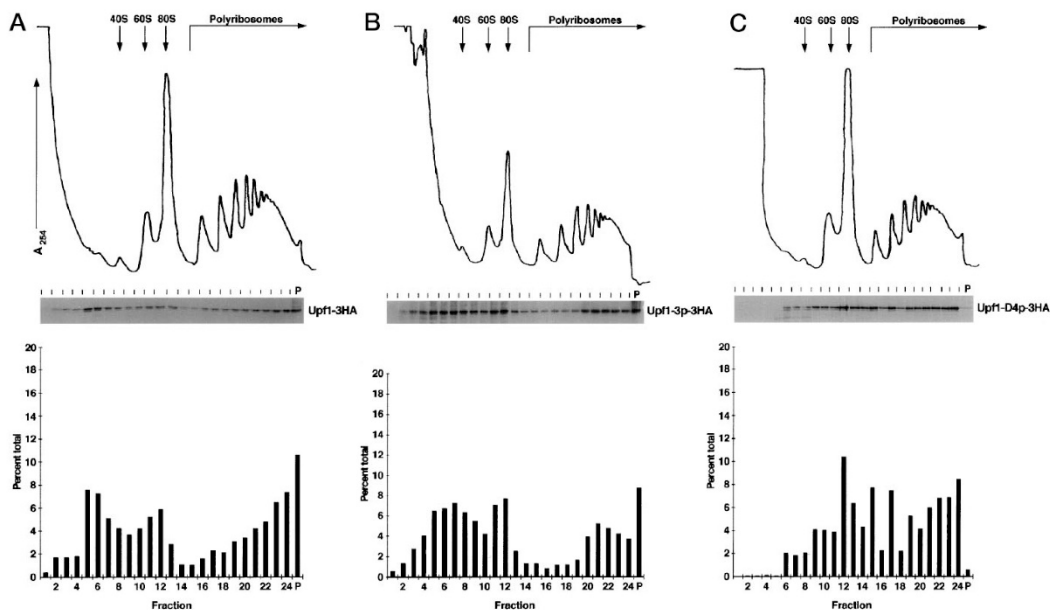 A
40S 60S 80S Polyribosomes
A254
P
Upf1-3HA
20
18
16
14
12
10
8
6
4
2
0
Percent total
2 4 6 8 10 12 14 16 18 20 22 24 P
Fraction
B
40S 60S 80S Polyribosomes
P
Upf1-3p-3HA
20
18
16
14
12
10
8
6
4
2
0
Percent total
2 4 6 8 10 12 14 16 18 20 22 24 P
Fraction
C
40S 60S 80S Polyribosomes
P
Upf1-D4p-3HA
20
18
16
14
12
10
8
6
4
2
0
Percent total
2 4 6 8 10 12 14 16 18 20 22 24 P
Fraction